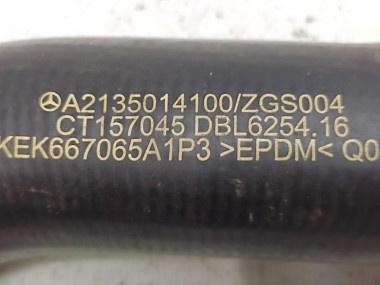 A2135014100/ZGS004
CT157045 DBL6254.16
KEK667065A1P3 >EPDM< Q0